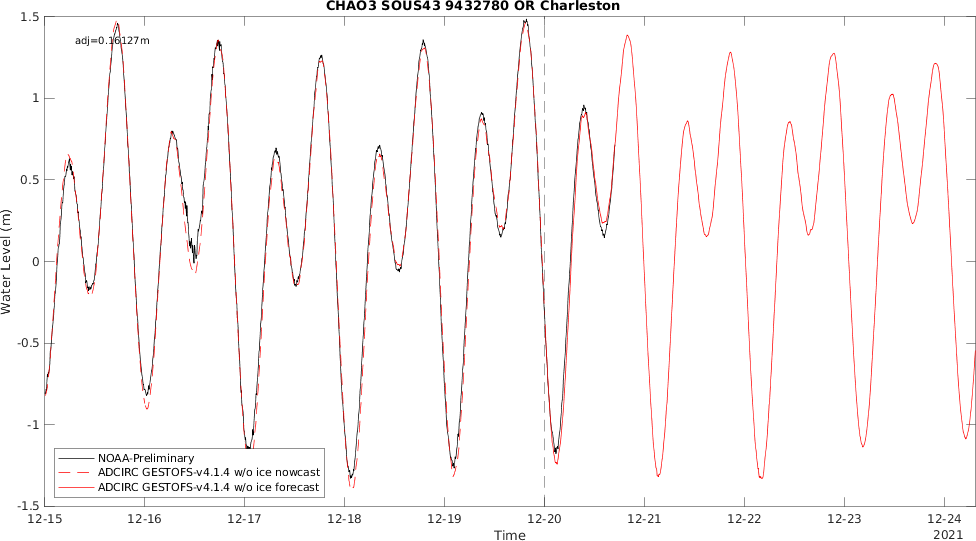 CHAO3 SOUS43 9432780 OR Charleston
adj=0.16127m
Water Level (m)
1.5
1
0.5
0
-0.5
-1
-1.5
NOAA-Preliminary
ADCIRC GESTOFS-v4.1.4 w/o ice nowcast
ADCIRC GESTOFS-v4.1.4 w/o ice forecast
12-15 12-16 12-17 12-18 12-19 12-20 12-21 12-22 12-23 12-24
Time
2021